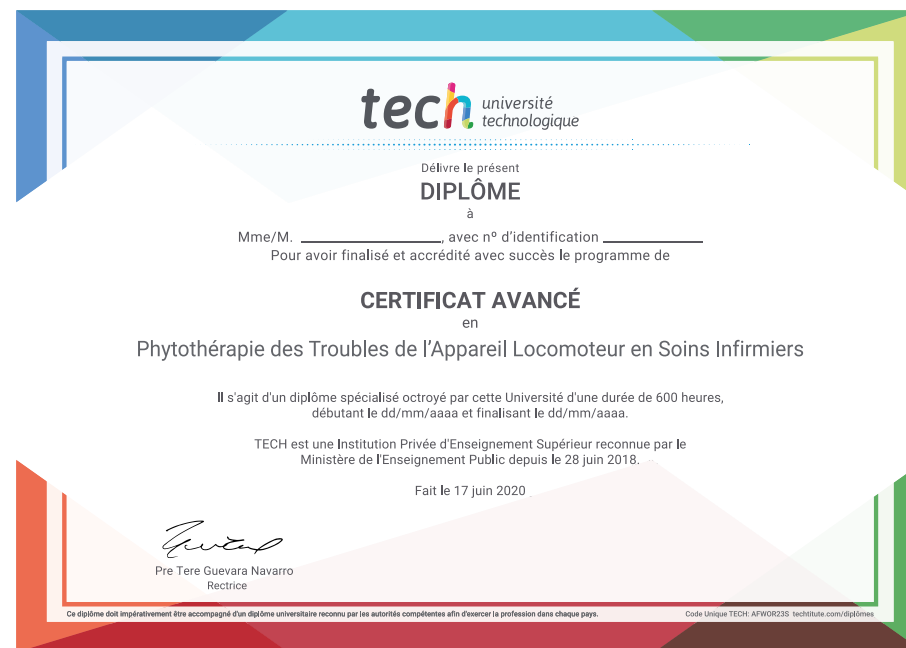 tech université
technologique
Délivre le présent
DIPLÔME
à
Mme/M. ____________________, avec nº d'identification ______________
Pour avoir finalisé et accrédité avec succès le programme de
CERTIFICAT AVANCÉ
en
Phytothérapie des Troubles de l'Appareil Locomoteur en Soins Infirmiers
Il s'agit d'un diplôme spécialisé octroyé par cette Université d'une durée de 600 heures,
débutant le dd/mm/aaaa et finalisant le dd/mm/aaaa.
TECH est une Institution Privée d'Enseignement Supérieur reconnue par le
Ministère de l'Enseignement Public depuis le 28 juin 2018.
Fait le 17 juin 2020
Pre Tere Guevara Navarro
Rectrice
Ce diplôme doit impérativement être accompagné d'un diplôme universitaire reconnu par les autorités compétentes afin d'exercer la profession dans chaque pays.
Code Unique TECH: AFWOR23S techtitute.com/diplômes